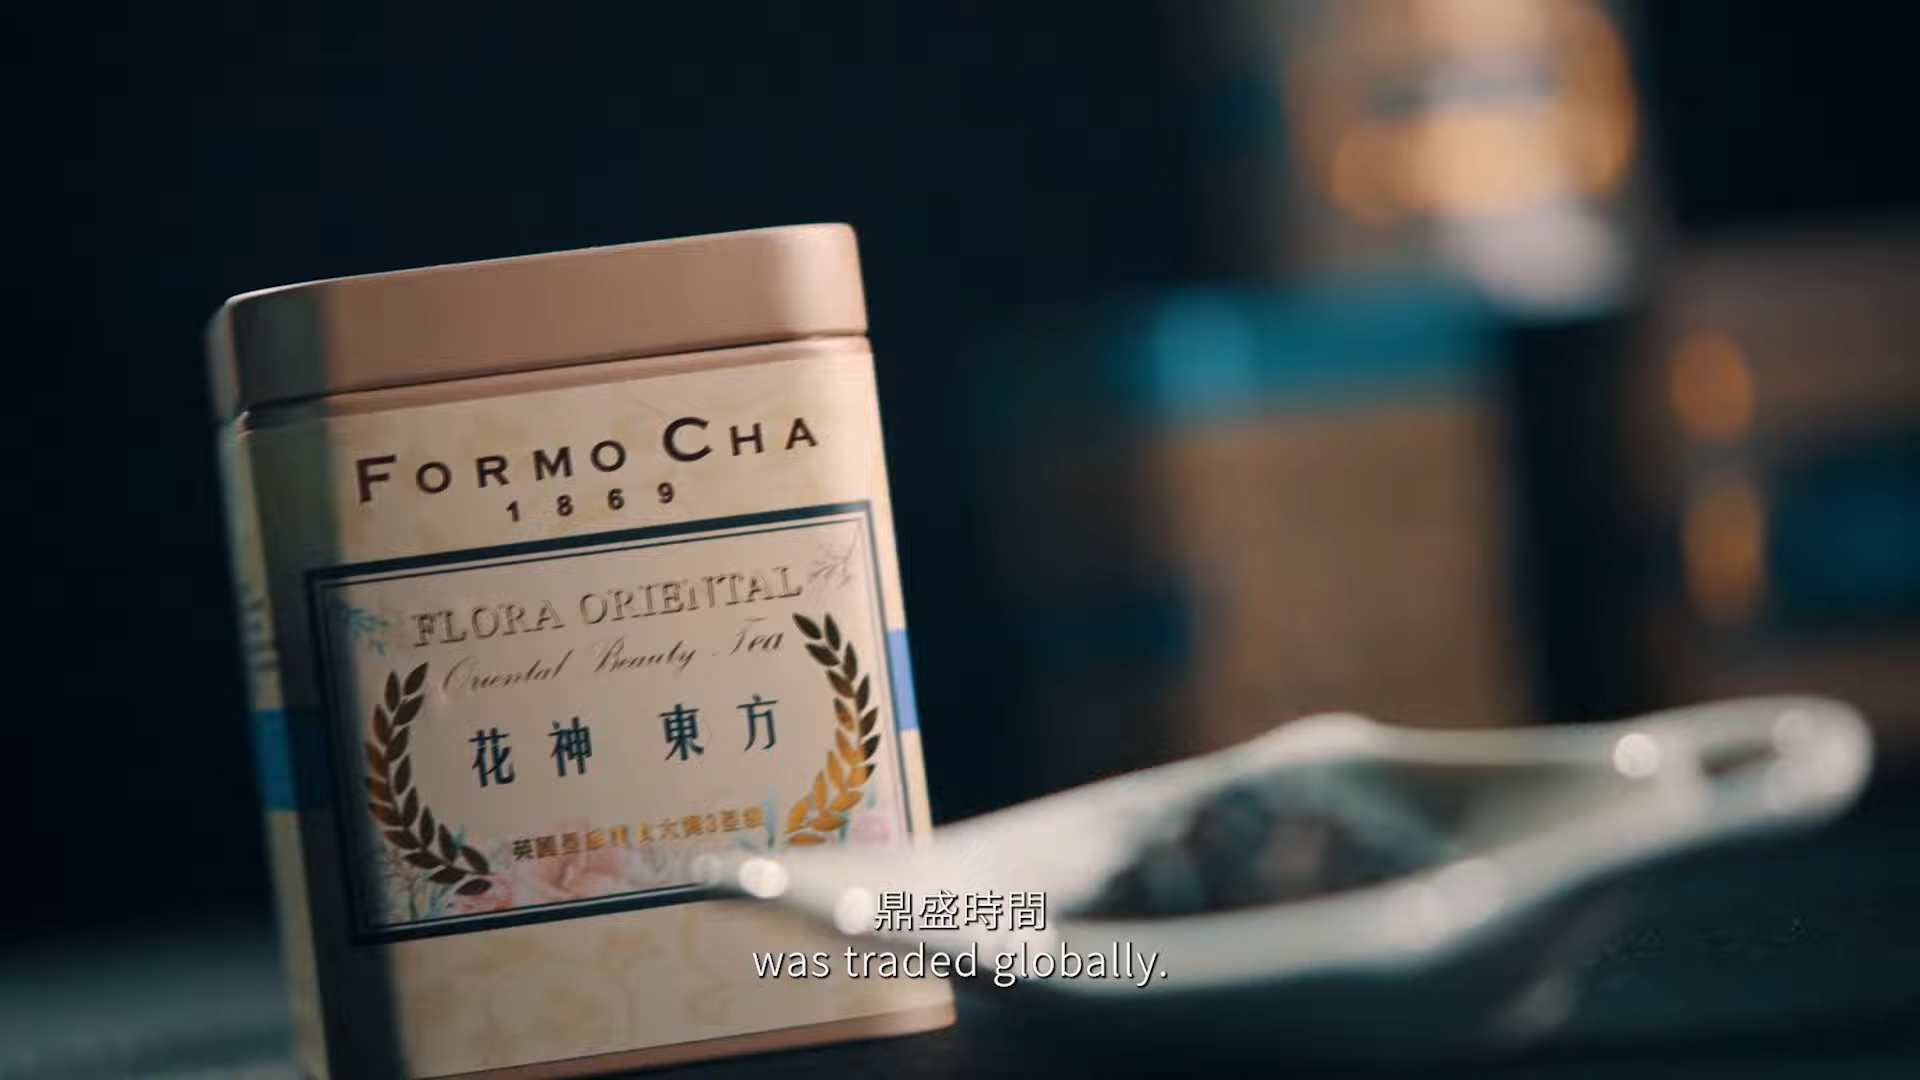 FORMO CHA
1869
FLORA ORIENTAL
Oriental Beauty Tea
花神 東方
鼎盛時間
was traded globally.